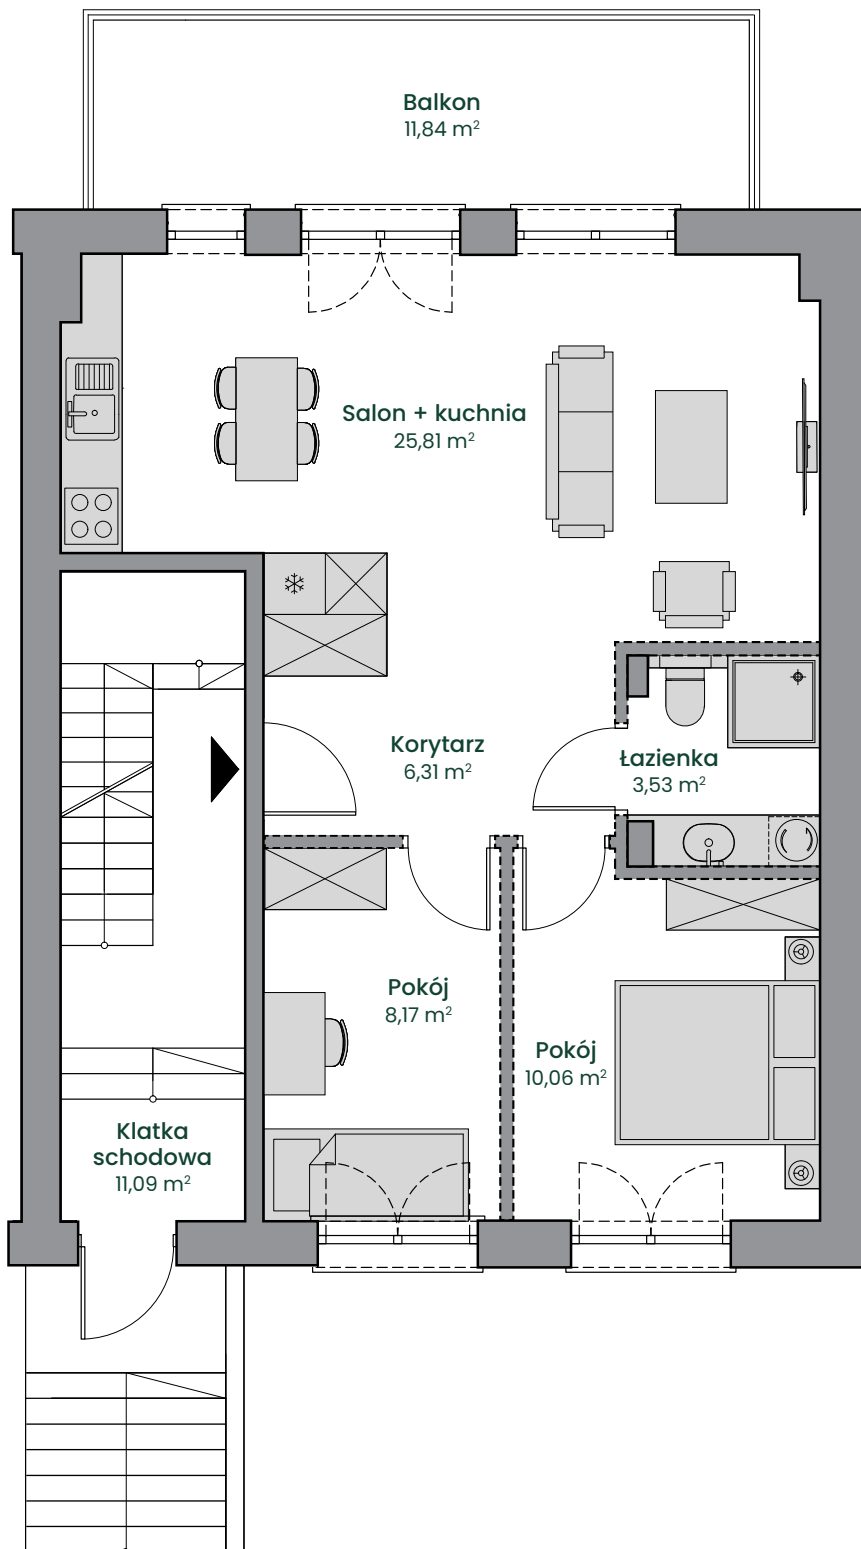 Balkon
11,84 m²
Salon + kuchnia
25,81 m²
Korytarz
6,31 m²
Łazienka
3,53 m²
Pokój
8,17 m²
Pokój
10,06 m²
Klatka
schodowa
11,09 m²